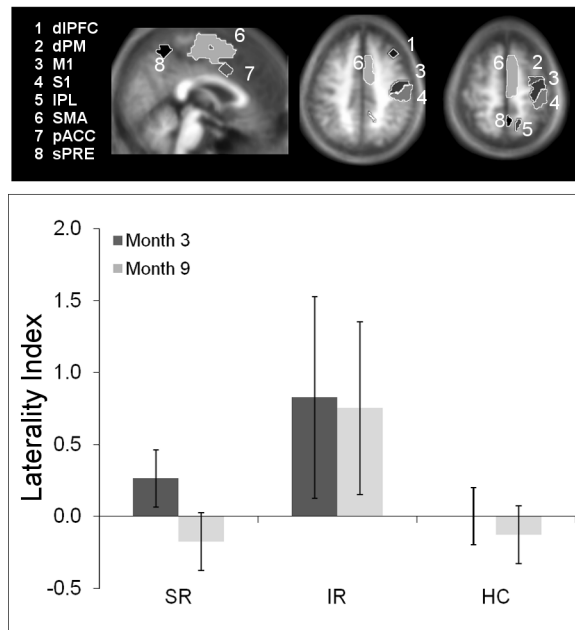 1 dlPFC
2 dPM
3 M1
4 S1
5 IPL
6 SMA
7 pACC
8 sPRE
6
8
7
1
6
3
4
2
6
3
4
8
5
Month 3
Month 9
Laterality Index
2.0
1.5
1.0
0.5
0.0
-0.5
SR IR HC